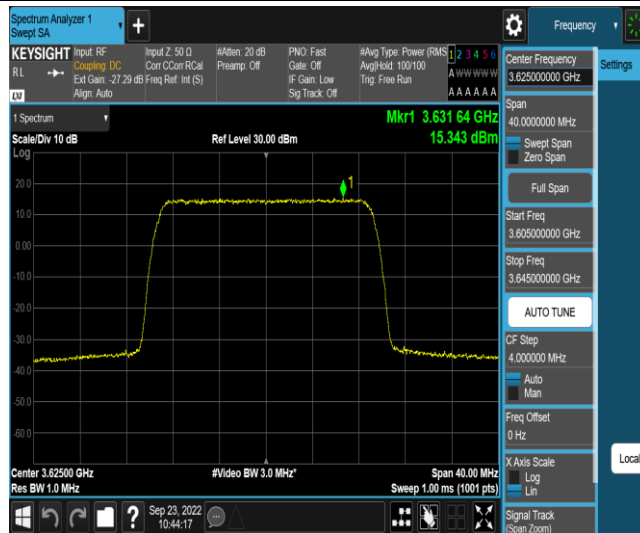 Spectrum Analyzer 1
Swept SA
Frequency
KEYSIGHT
RL
LXI
Input: RF
Coupling: DC
Ext Gain: -27.29 dB
Align: Auto
Input Z: 50 Ω
Corr CCorr RCal
Freq Ref: Int (S)
#Atten: 20 dB
Preamp: Off
PNO: Fast
Gate: Off
IF Gain: Low
Sig Track: Off
#Avg Type: Power (RMS
Avg|Hold: 100/100
Trig: Free Run
1 2 3 4 5 6
A W W W W W
A A A A A A
Center Frequency
3.625000000 GHz
Settings
Span
40.0000000 MHz
Swept Span
Zero Span
Full Span
Start Freq
3.605000000 GHz
Stop Freq
3.645000000 GHz
AUTO TUNE
CF Step
4.000000 MHz
Auto
Man
Freq Offset
0 Hz
X Axis Scale
Log
Lin
Local
Signal Track
(Span Zoom)
1 Spectrum
Mkr1 3.631 64 GHz
Scale/Div 10 dB
Ref Level 30.00 dBm
15.343 dBm
Log
1
20.0
10.0
0.00
-10.0
-20.0
-30.0
-40.0
-50.0
-60.0
Center 3.62500 GHz
#Video BW 3.0 MHz*
Span 40.00 MHz
Res BW 1.0 MHz
Sweep 1.00 ms (1001 pts)
?
Sep 23, 2022
10:44:17